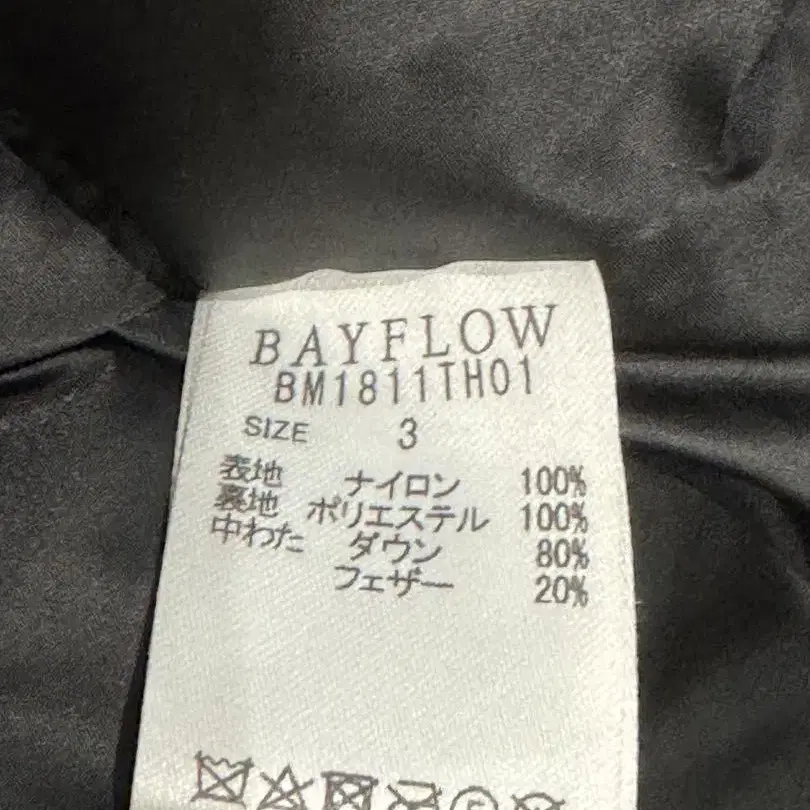 BAYFLOW
BM1811TH01
SIZE 3
表地 ナイロン 100%
裏地 ポリエステル 100%
中わた ダウン 80%
フェザー 20%